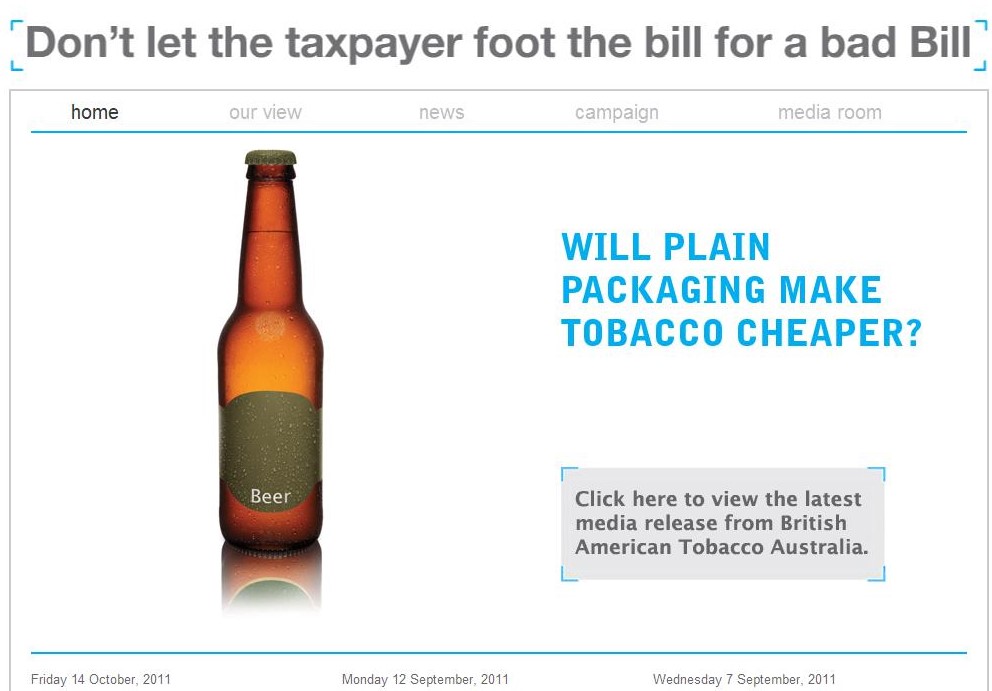 Don't let the taxpayer foot the bill for a bad Bill
home our view news campaign media room
WILL PLAIN
PACKAGING MAKE
TOBACCO CHEAPER?
Beer
Click here to view the latest
media release from British
American Tobacco Australia.
Friday 14 October, 2011 Monday 12 September, 2011 Wednesday 7 September, 2011